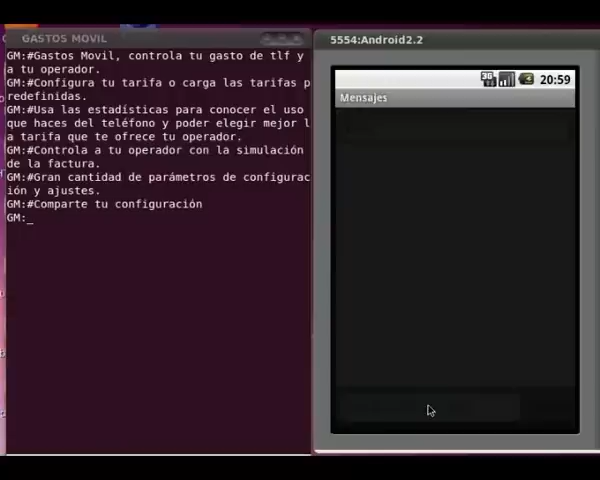 GASTOS MOVIL
GM:#Gastos Movil, controla tu gasto de tlf y
a tu operador.
GM:#Configura tu tarifa o carga las tarifas p
redefinidas.
GM:#Usa las estadísticas para conocer el uso
que haces del teléfono y poder elegir mejor l
a tarifa que te ofrece tu operador.
GM:#Controla a tu operador con la simulación
de la factura.
GM:#Gran cantidad de parámetros de configurac
ión y ajustes.
GM:#Comparte tu configuración
GM:_
5554:Android2.2
3G 20:59
Mensajes